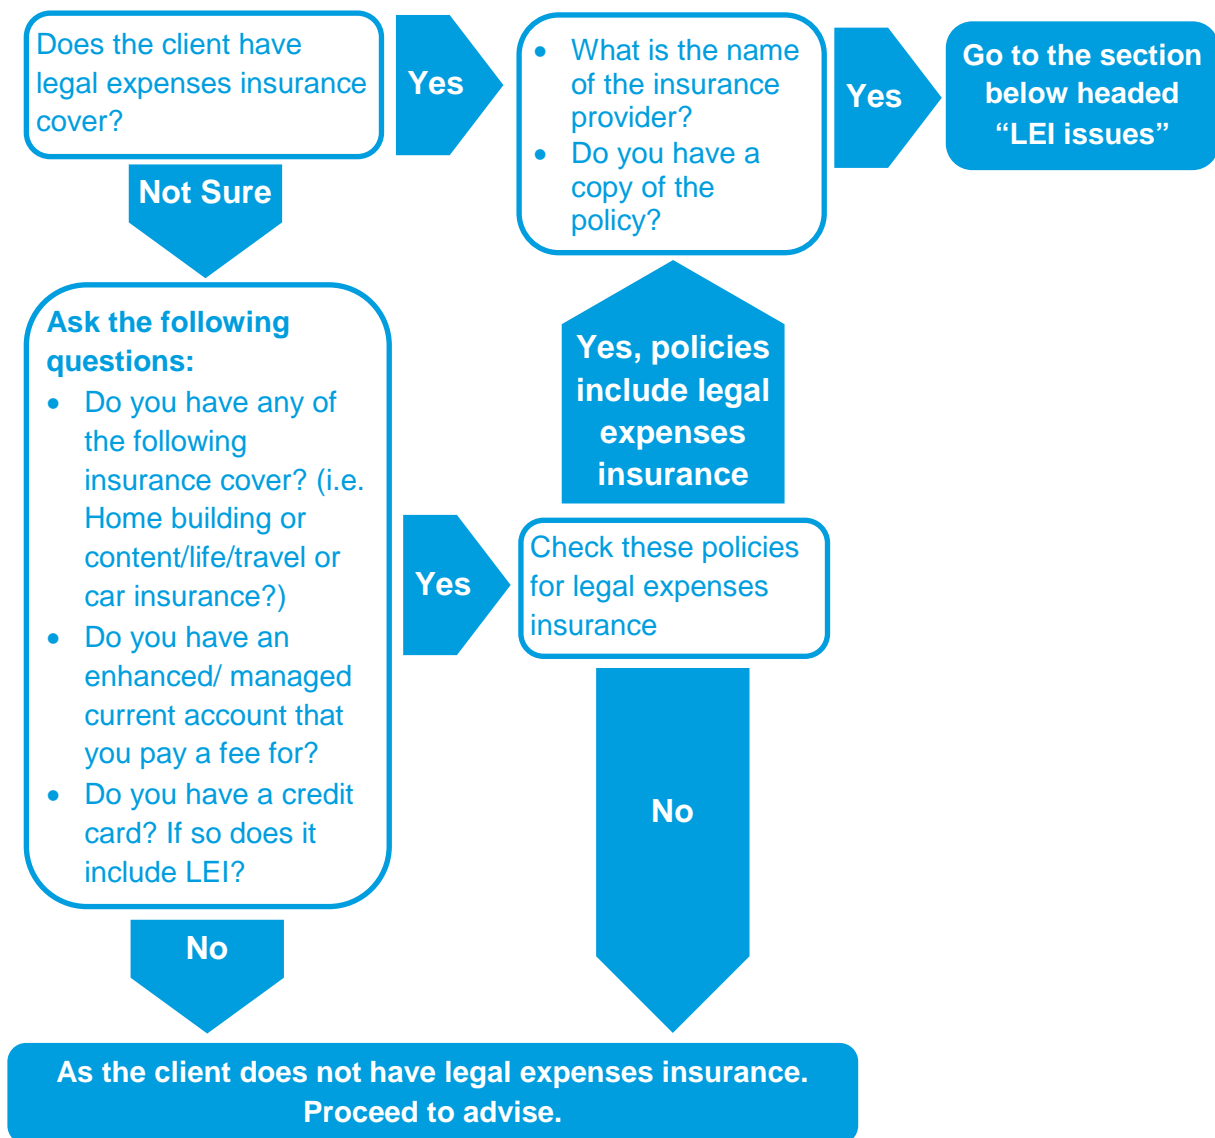 Does the client have
legal expenses insurance
cover?
Yes
• What is the name
of the insurance
provider?
• Do you have a
copy of the
policy?
Yes
Go to the section
below headed
“LEI issues”
Not Sure
Ask the following
questions:
• Do you have any of
the following
insurance cover? (i.e.
Home building or
content/life/travel or
car insurance?)
• Do you have an
enhanced/ managed
current account that
you pay a fee for?
• Do you have a credit
card? If so does it
include LEI?
Yes
Yes, policies
include legal
expenses
insurance
Check these policies
for legal expenses
insurance
No
No
As the client does not have legal expenses insurance.
Proceed to advise.